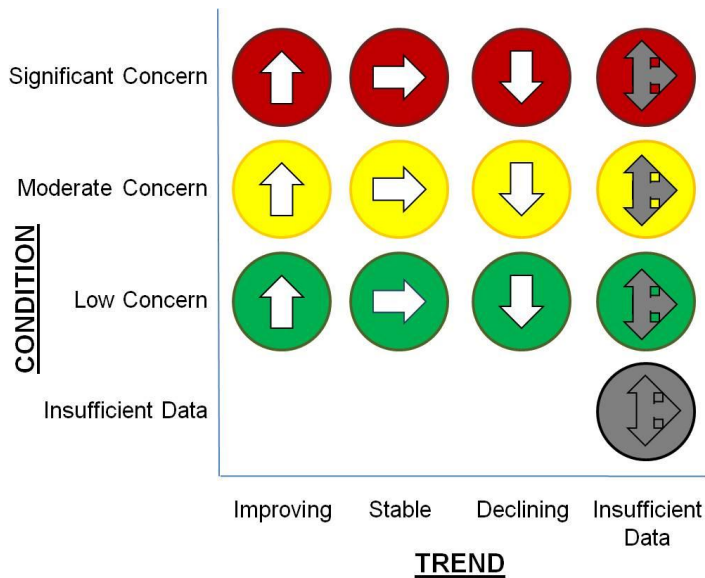 Significant Concern
Moderate Concern
CONDITION
Low Concern
Insufficient Data
Improving
Stable
Declining
Insufficient
Data
TREND